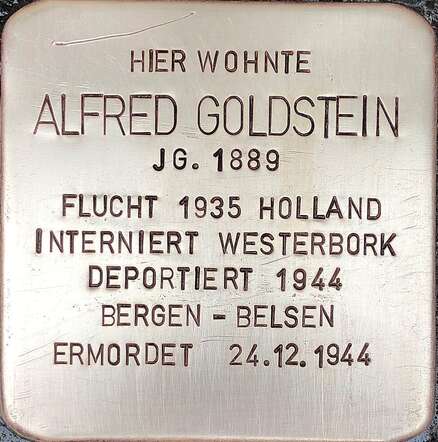 HIER WOHNTE
ALFRED GOLDSTEIN
JG. 1889
FLUCHT 1935 HOLLAND
INTERNIERT WESTERBORK
DEPORTIERT 1944
BERGEN - BELSEN
ERMORDET 24.12.1944